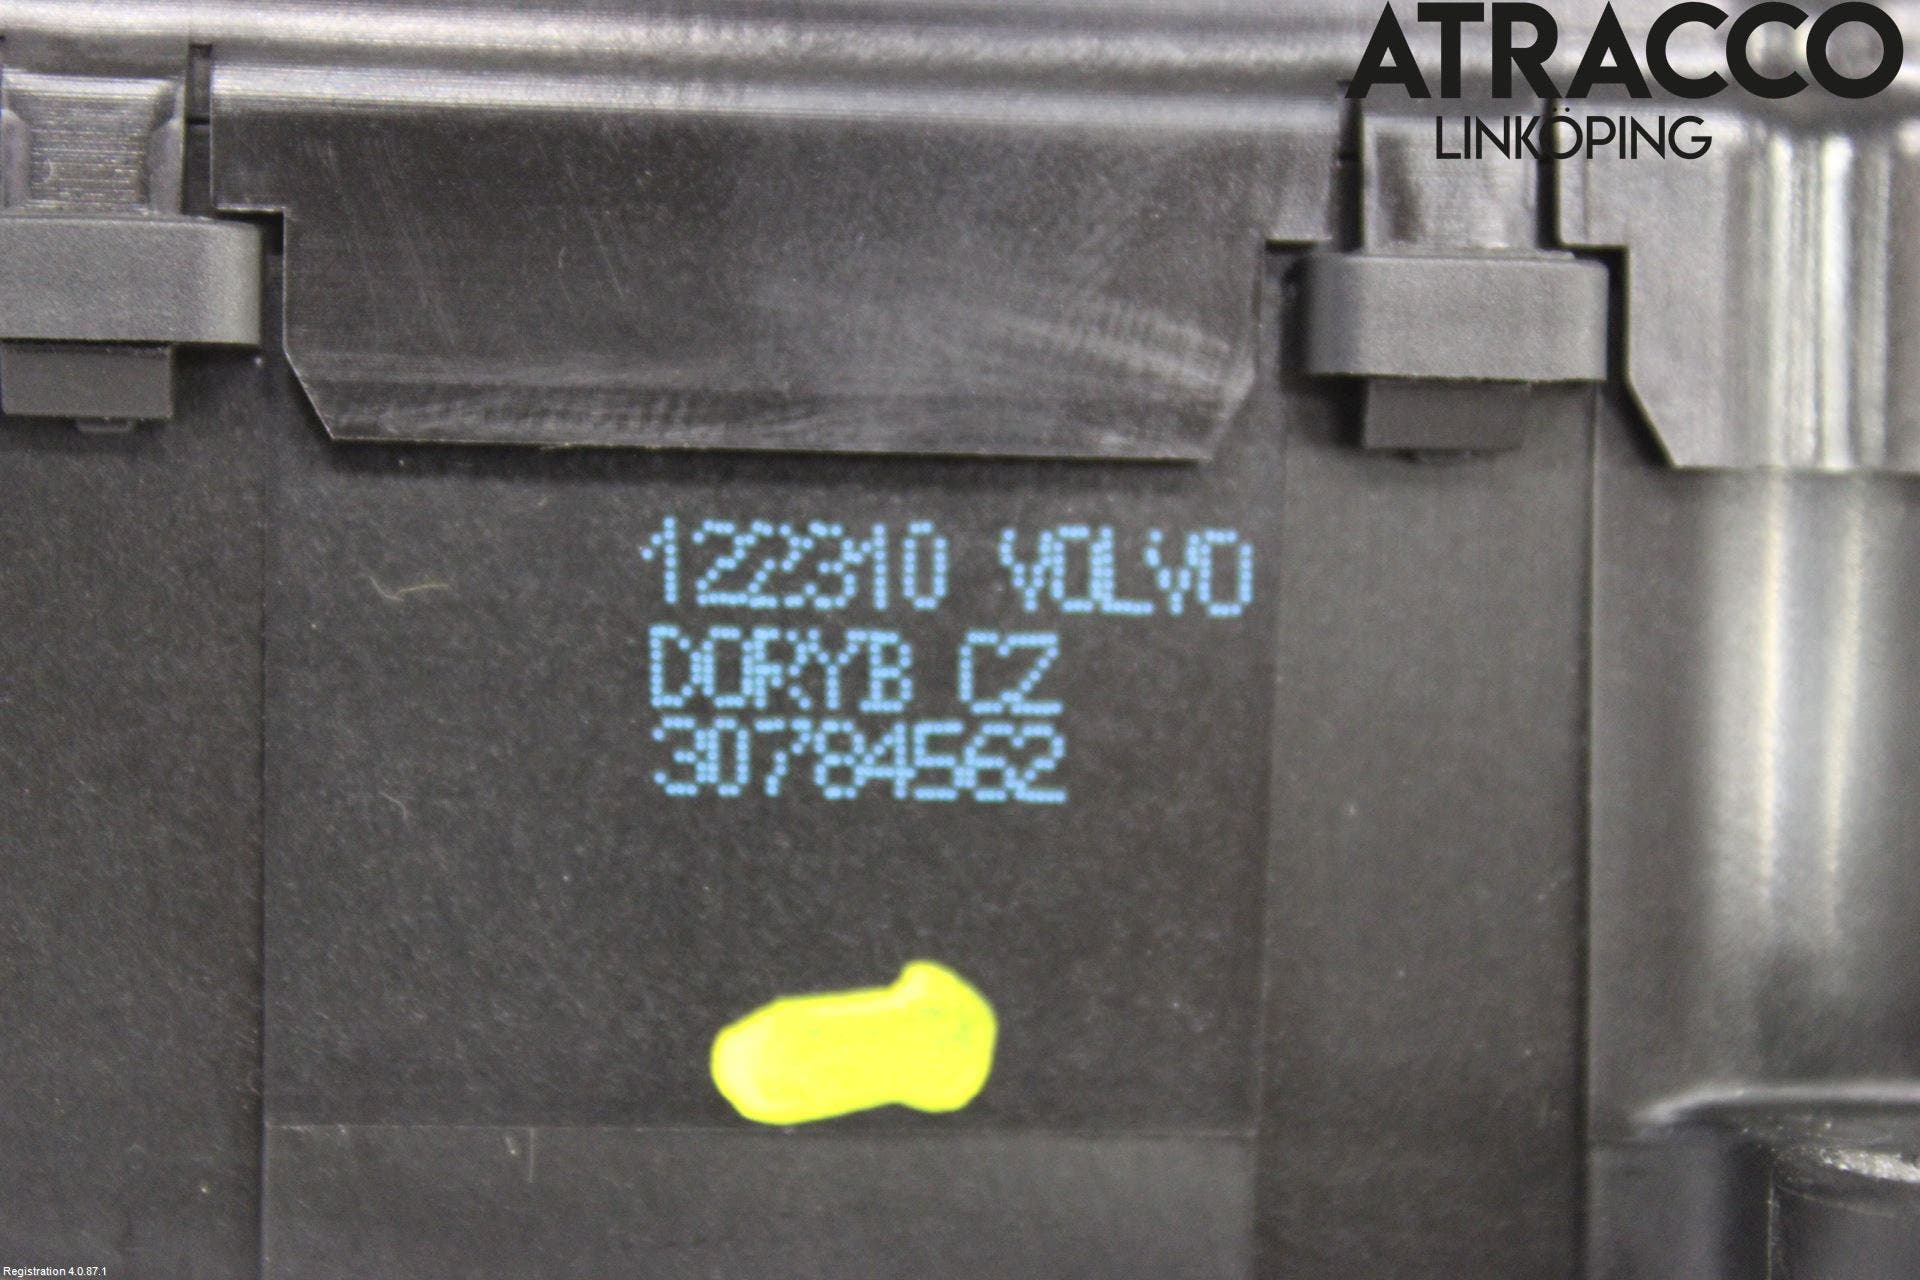 ATRACCO
LINKÖPING
122310 VOLVO
DORYB CZ
30784562
Registration 4.0.87.1